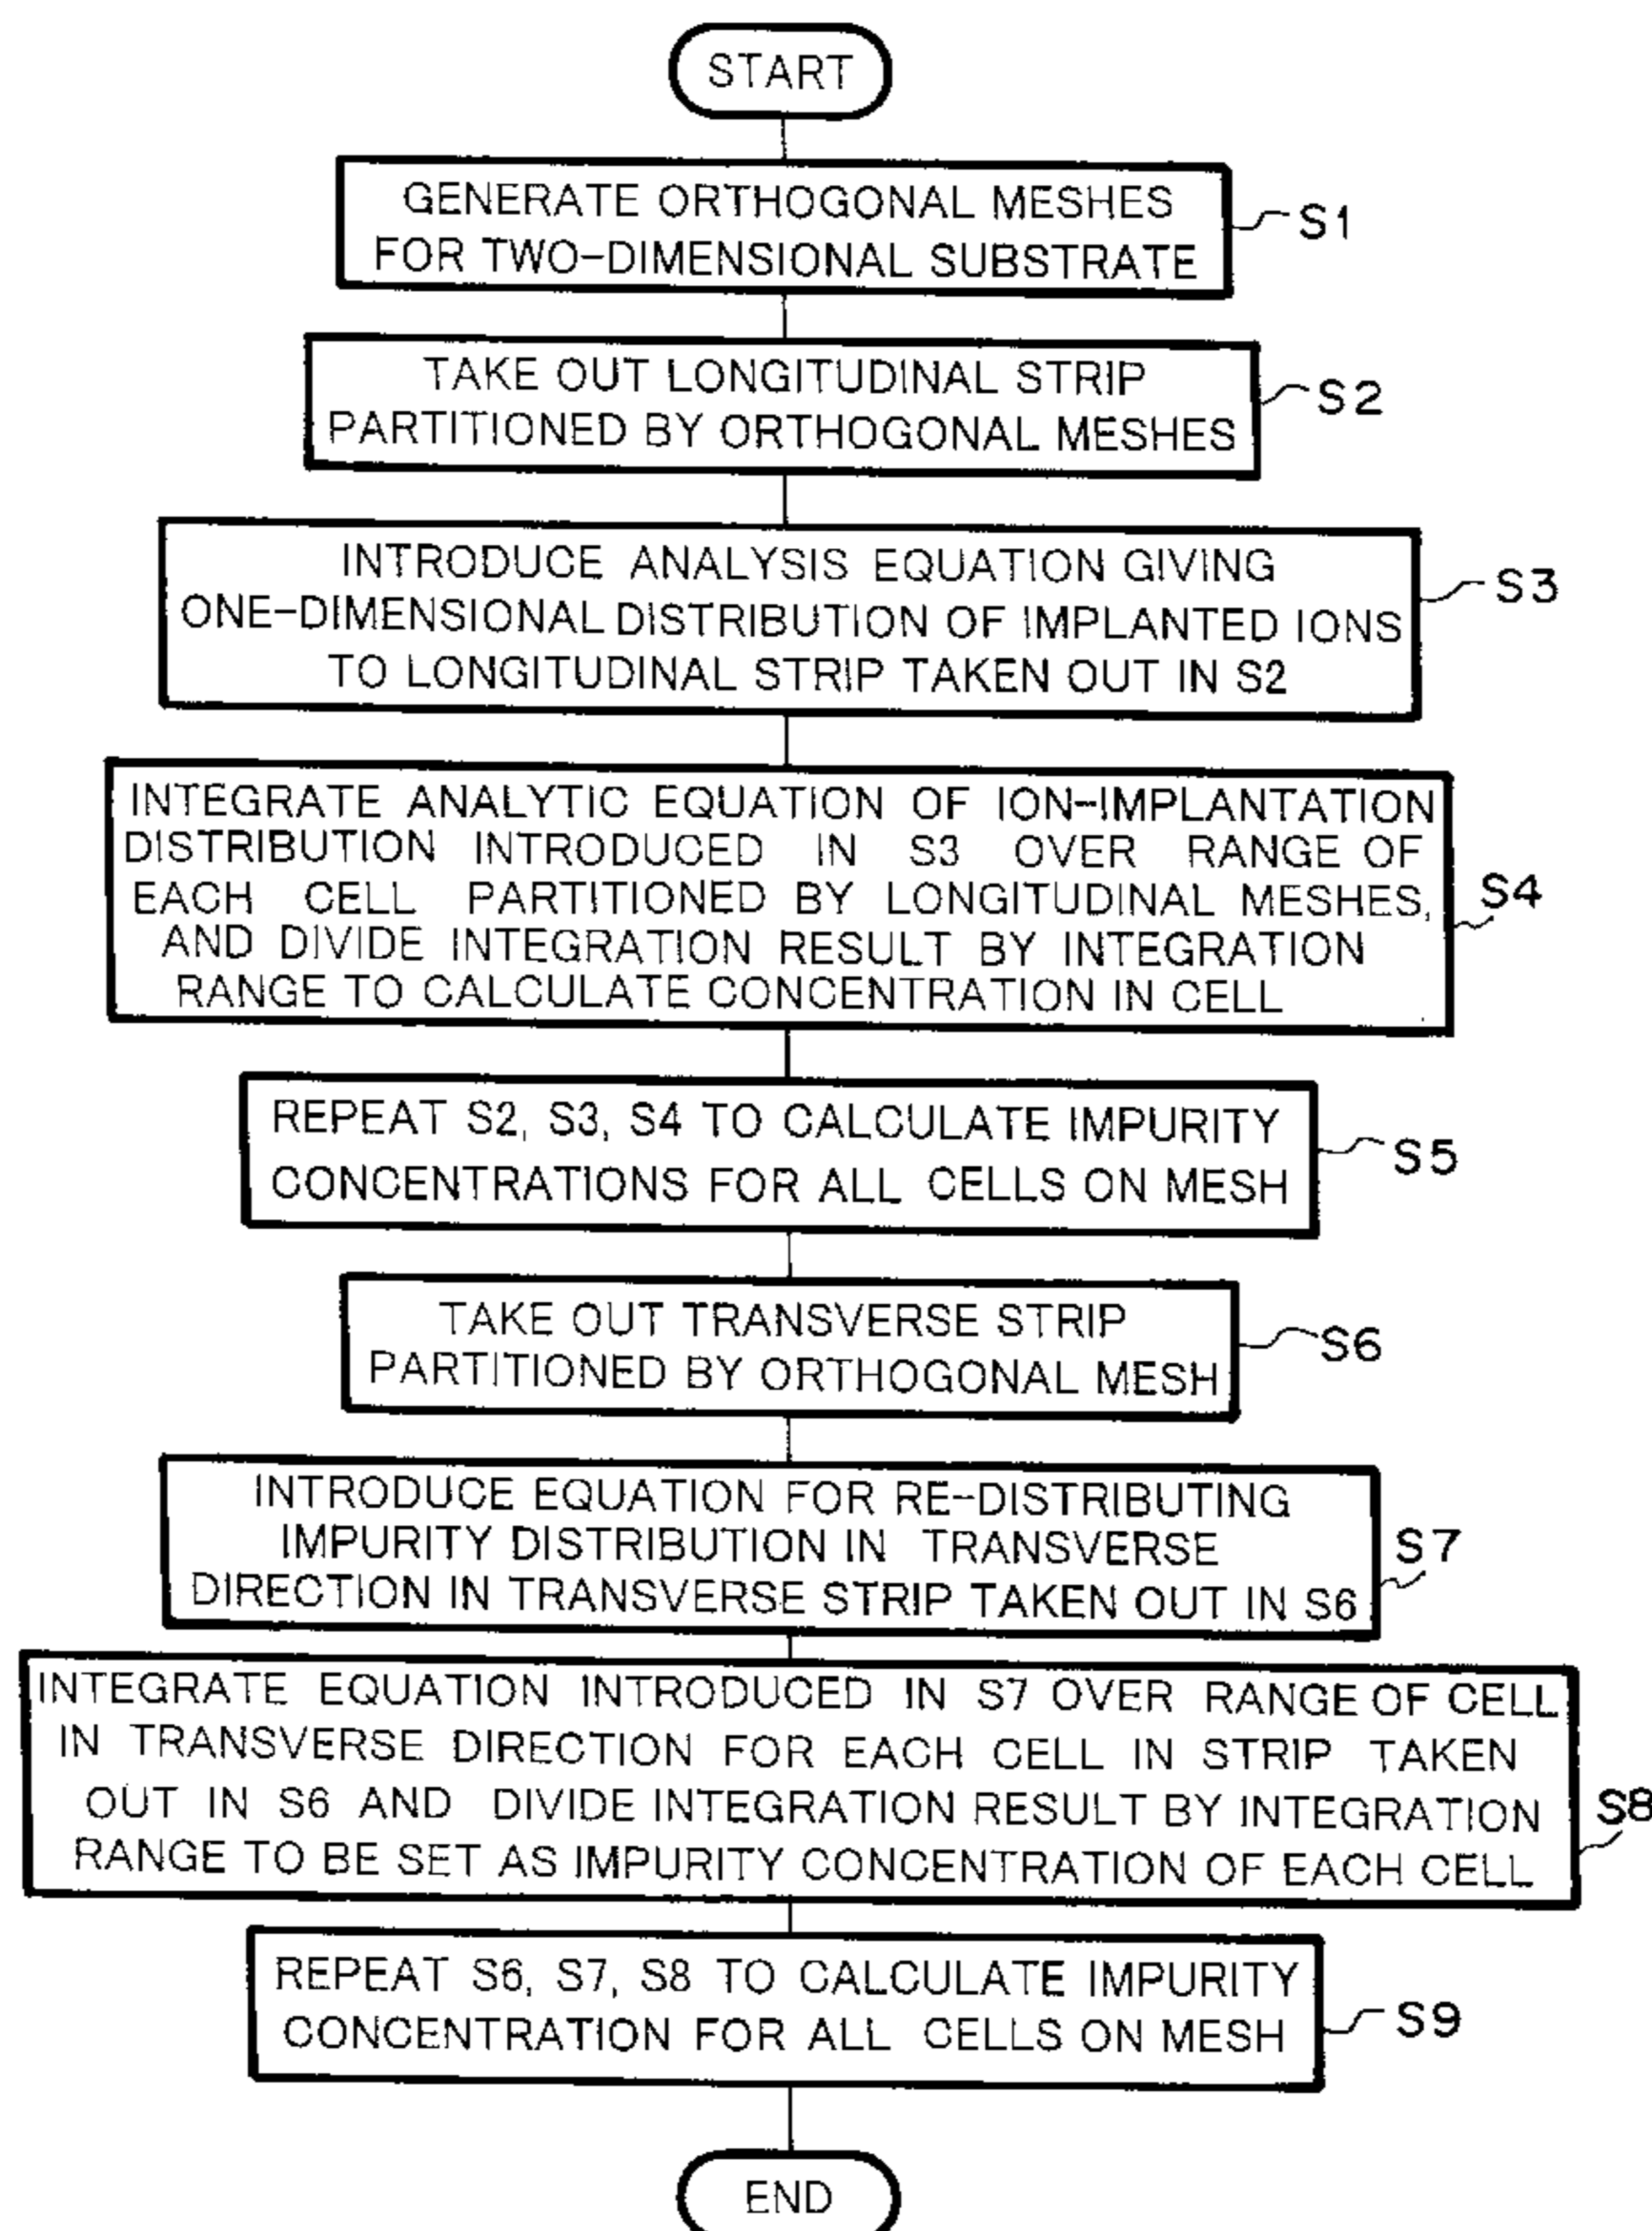 START
GENERATE ORTHOGONAL MESHES
FOR TWO-DIMENSIONAL SUBSTRATE
S1
TAKE OUT LONGITUDINAL STRIP
PARTITIONED BY ORTHOGONAL MESHES
S2
INTRODUCE ANALYSIS EQUATION GIVING
ONE-DIMENSIONAL DISTRIBUTION OF IMPLANTED IONS
TO LONGITUDINAL STRIP TAKEN OUT IN S2
S3
INTEGRATE ANALYTIC EQUATION OF ION-IMPLANTATION
DISTRIBUTION INTRODUCED IN S3 OVER RANGE OF
EACH CELL PARTITIONED BY LONGITUDINAL MESHES,
AND DIVIDE INTEGRATION RESULT BY INTEGRATION
RANGE TO CALCULATE CONCENTRATION IN CELL
S4
REPEAT S2, S3, S4 TO CALCULATE IMPURITY
CONCENTRATIONS FOR ALL CELLS ON MESH
S5
TAKE OUT TRANSVERSE STRIP
PARTITIONED BY ORTHOGONAL MESH
S6
INTRODUCE EQUATION FOR RE-DISTRIBUTING
IMPURITY DISTRIBUTION IN TRANSVERSE
DIRECTION IN TRANSVERSE STRIP TAKEN OUT IN S6
S7
INTEGRATE EQUATION INTRODUCED IN S7 OVER RANGE OF CELL
IN TRANSVERSE DIRECTION FOR EACH CELL IN STRIP TAKEN
OUT IN S6 AND DIVIDE INTEGRATION RESULT BY INTEGRATION
RANGE TO BE SET AS IMPURITY CONCENTRATION OF EACH CELL
S8
REPEAT S6, S7, S8 TO CALCULATE IMPURITY
CONCENTRATION FOR ALL CELLS ON MESH
S9
END